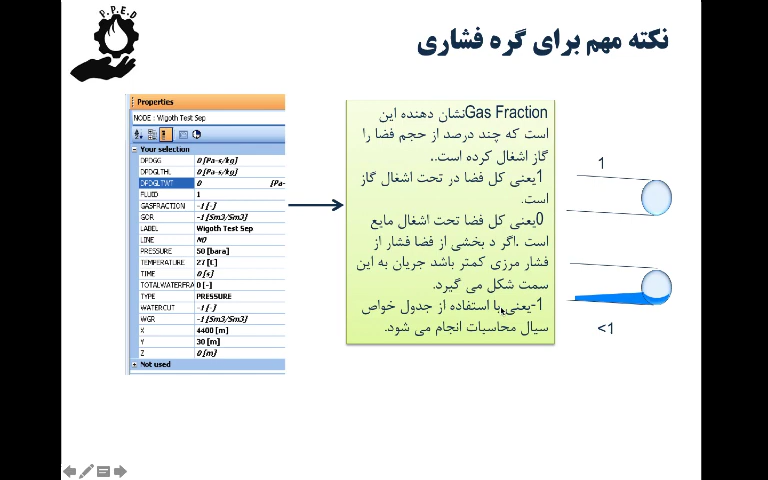 P.P.E.D
نکته مهم برای گره فشاری
Properties
NODE : Wigoth Test Sep
Your selection
DPDGG 0 [Pa-s/kg]
DPDGLTHL 0 [Pa-s/kg]
DPDGLTWT 0 [Pa-
FLUID 1
GASFRACTION -1 [-]
GOR -1 [Sm3/Sm3]
LABEL Wigoth Test Sep
LINE NO
PRESSURE 50 [bara]
TEMPERATURE 27 [C]
TIME 0 [s]
TOTALWATERFRA 0 [-]
TYPE PRESSURE
WATERCUT -1 [-]
WGR -1 [Sm3/Sm3]
X 4400 [m]
Y 30 [m]
Z 0 [m]
Not used
Gas Fractionنشان دهنده این
است که چند درصد از حجم فضا را
گاز اشغال کرده است..
1یعنی کل فضا در تحت اشغال گاز
است.
0یعنی کل فضا تحت اشغال مایع
است .اگر د بخشی از فضا فشار از
فشار مرزی کمتر باشد جریان به این
سمت شکل می گیرد.
1-یعنی با استفاده از جدول خواص
سیال محاسبات انجام می شود.
1
<1